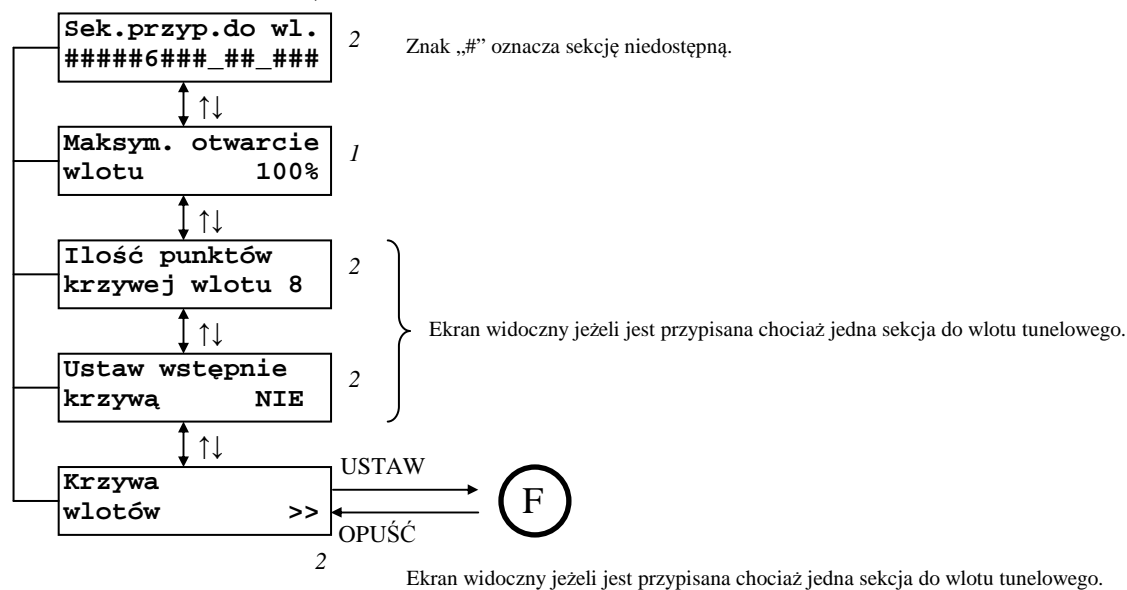 Sek.przyp.do wl.
#####6###_##_###
2
Znak „#” oznacza sekcję niedostępną.
↑↓
Maksym. otwarcie
wlotu 100%
1
↑↓
Ilość punktów
krzywej wlotu 8
2
Ekran widoczny jeżeli jest przypisana chociaż jedna sekcja do wlotu tunelowego.
↑↓
Ustaw wstępnie
krzywą NIE
2
↑↓
Krzywa
wlotów >>
2
USTAW
OPUŚĆ
F
Ekran widoczny jeżeli jest przypisana chociaż jedna sekcja do wlotu tunelowego.